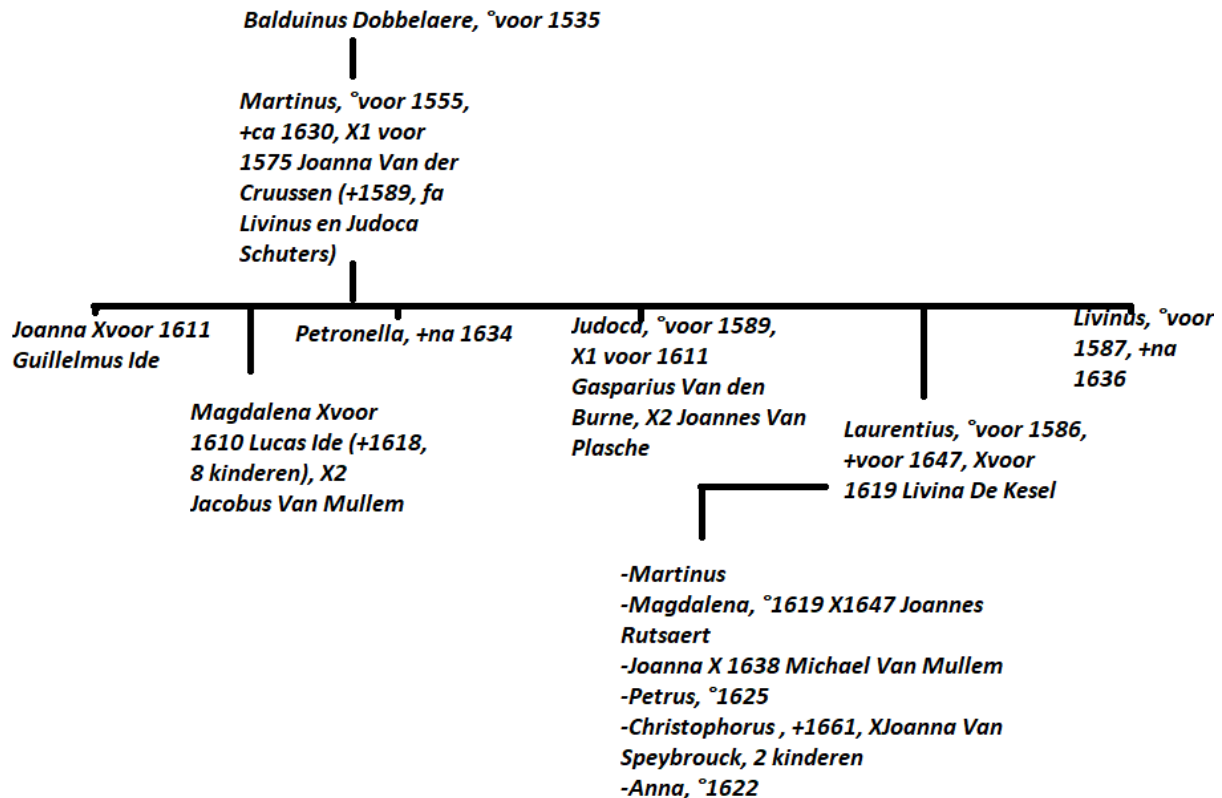 Balduinus Dobbelaere, °voor 1535
Martinus, °voor 1555,
+ca 1630, X1 voor
1575 Joanna Van der
Cruussen (+1589, fa
Livinus en Judoca
Schuters)
Joanna Xvoor 1611
Guillelmus Ide
Magdalena Xvoor
1610 Lucas Ide (+1618,
8 kinderen), X2
Jacobus Van Mullem
Petronella, +na 1634
Judoca, °voor 1589,
X1 voor 1611
Gasparius Van den
Burne, X2 Joannes Van
Plasche
Laurentius, °voor 1586,
+voor 1647, Xvoor
1619 Livina De Kesel
Livinus, °voor
1587, +na
1636
-Martinus
-Magdalena, °1619 X1647 Joannes
Rutsaert
-Joanna X 1638 Michael Van Mullem
-Petrus, °1625
-Christophorus , +1661, XJoanna Van
Speybrouck, 2 kinderen
-Anna, °1622